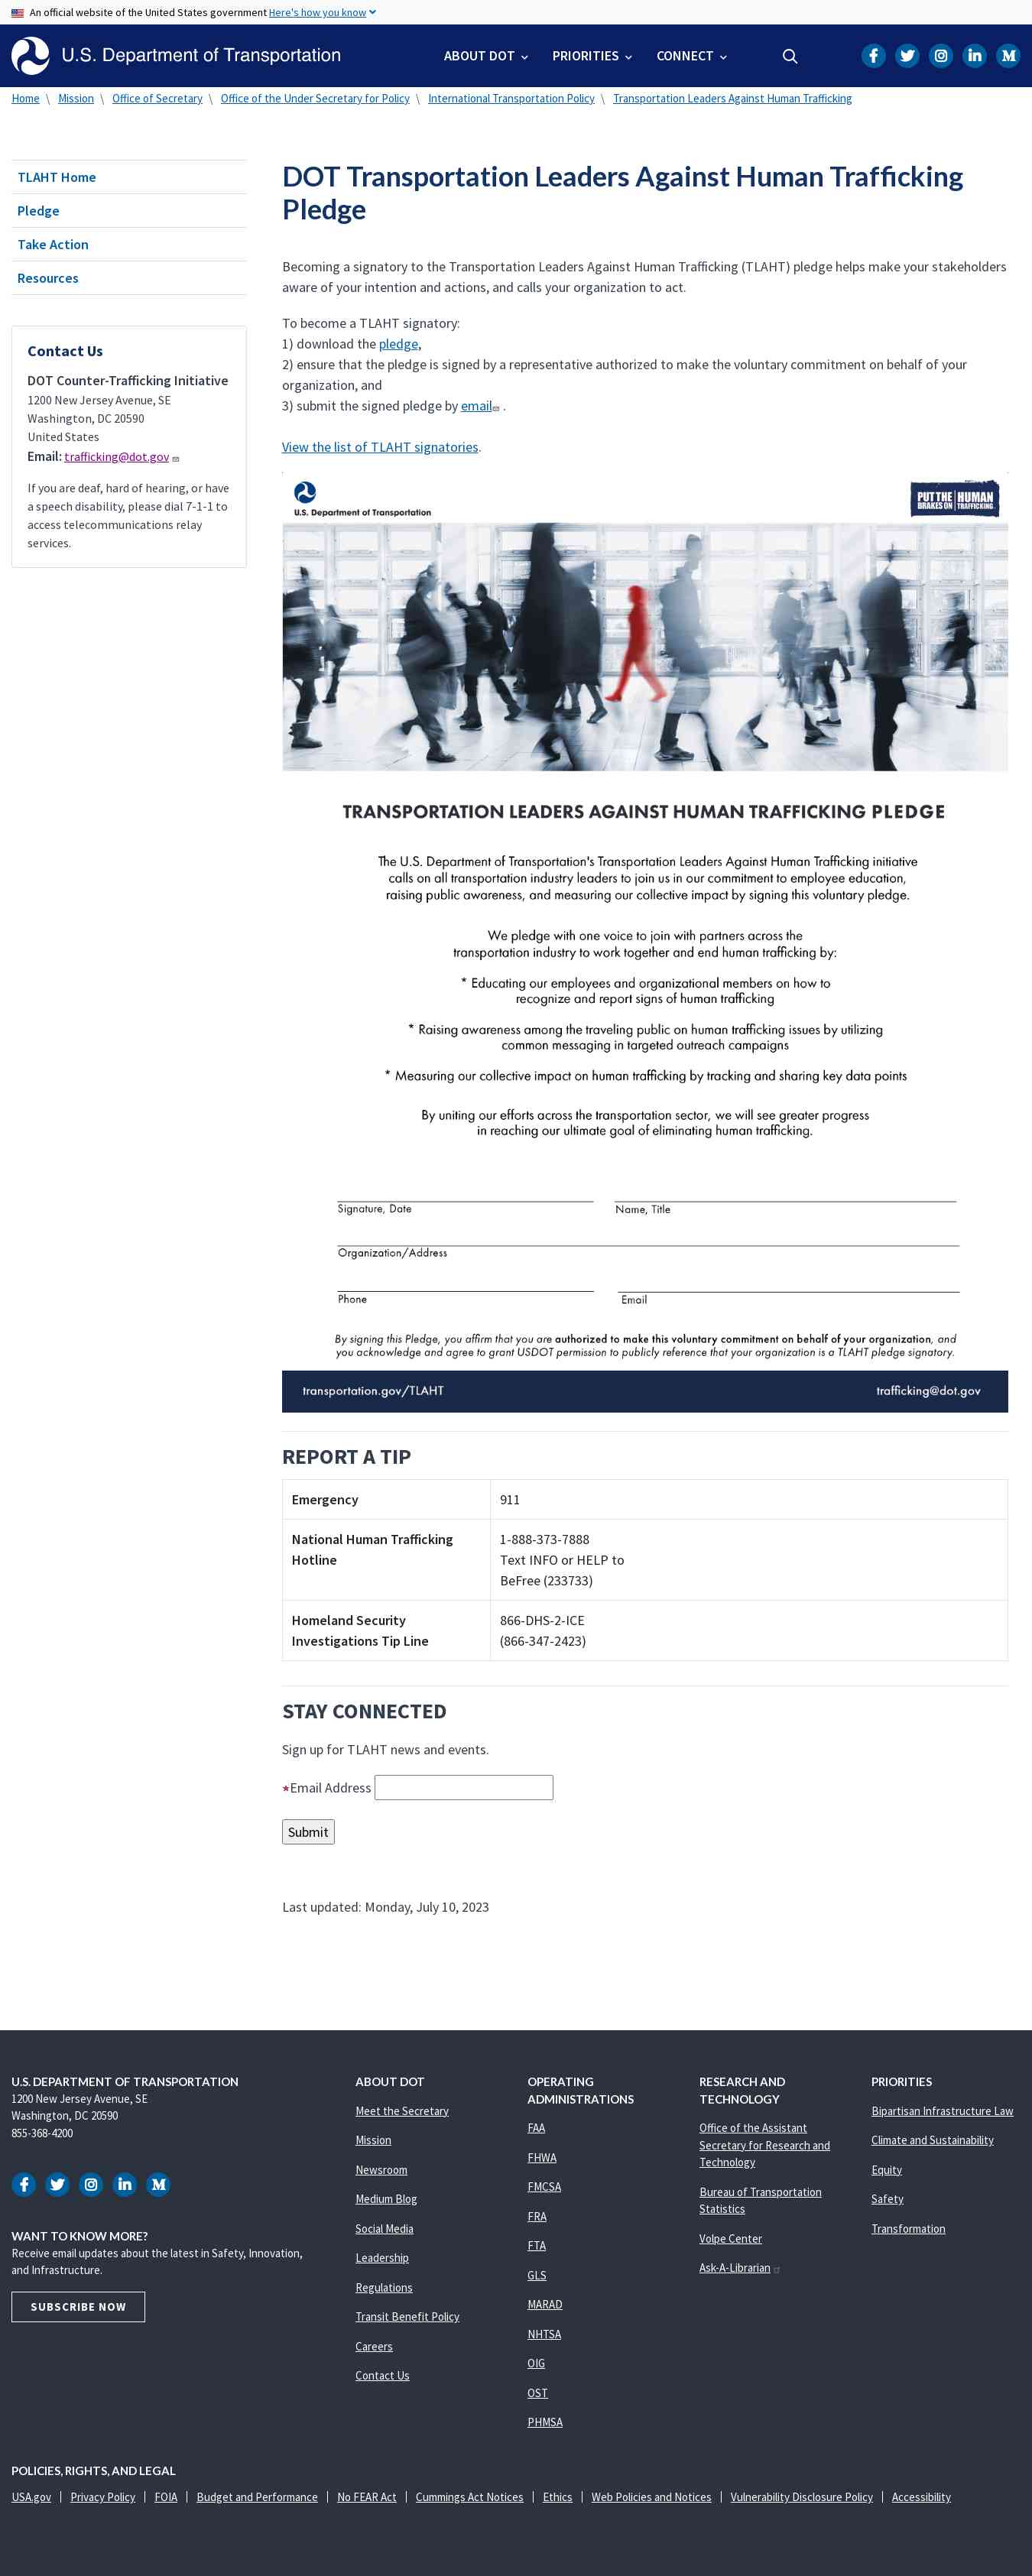 An official website of the United States government Here's how you know
U.S. Department of Transportation
ABOUT DOT
PRIORITIES
CONNECT
Home \ Mission \ Office of Secretary \ Office of the Under Secretary for Policy \ International Transportation Policy \ Transportation Leaders Against Human Trafficking
TLAHT Home
Pledge
Take Action
Resources
Contact Us
DOT Counter-Trafficking Initiative
1200 New Jersey Avenue, SE
Washington, DC 20590
United States
Email: trafficking@dot.gov
If you are deaf, hard of hearing, or have
a speech disability, please dial 7-1-1 to
access telecommunications relay
services.
DOT Transportation Leaders Against Human Trafficking
Pledge
Becoming a signatory to the Transportation Leaders Against Human Trafficking (TLAHT) pledge helps make your stakeholders
aware of your intention and actions, and calls your organization to act.
To become a TLAHT signatory:
1) download the pledge,
2) ensure that the pledge is signed by a representative authorized to make the voluntary commitment on behalf of your
organization, and
3) submit the signed pledge by email .
View the list of TLAHT signatories.
U.S. Department of Transportation
PUT THE HUMAN
BRAKES ON TRAFFICKING.
TRANSPORTATION LEADERS AGAINST HUMAN TRAFFICKING PLEDGE
The U.S. Department of Transportation's Transportation Leaders Against Human Trafficking initiative
calls on all transportation industry leaders to join us in our commitment to employee education,
raising public awareness, and measuring our collective impact by signing this voluntary pledge.
We pledge with one voice to join with partners across the
transportation industry to work together and end human trafficking by:
* Educating our employees and organizational members on how to
recognize and report signs of human trafficking
* Raising awareness among the traveling public on human trafficking issues by utilizing
common messaging in targeted outreach campaigns
* Measuring our collective impact on human trafficking by tracking and sharing key data points
By uniting our efforts across the transportation sector, we will see greater progress
in reaching our ultimate goal of eliminating human trafficking.
Signature, Date
Name, Title
Organization/Address
Phone
Email
By signing this Pledge, you affirm that you are authorized to make this voluntary commitment on behalf of your organization, and
you acknowledge and agree to grant USDOT permission to publicly reference that your organization is a TLAHT pledge signatory.
transportation.gov/TLAHT
trafficking@dot.gov
REPORT A TIP
Emergency
911
National Human Trafficking
Hotline
1-888-373-7888
Text INFO or HELP to
BeFree (233733)
Homeland Security
Investigations Tip Line
866-DHS-2-ICE
(866-347-2423)
STAY CONNECTED
Sign up for TLAHT news and events.
*Email Address
Submit
Last updated: Monday, July 10, 2023
U.S. DEPARTMENT OF TRANSPORTATION
1200 New Jersey Avenue, SE
Washington, DC 20590
855-368-4200
WANT TO KNOW MORE?
Receive email updates about the latest in Safety, Innovation,
and Infrastructure.
SUBSCRIBE NOW
ABOUT DOT
Meet the Secretary
Mission
Newsroom
Medium Blog
Social Media
Leadership
Regulations
Transit Benefit Policy
Careers
Contact Us
OPERATING
ADMINISTRATIONS
FAA
FHWA
FMCSA
FRA
FTA
GLS
MARAD
NHTSA
OIG
OST
PHMSA
RESEARCH AND
TECHNOLOGY
Office of the Assistant
Secretary for Research and
Technology
Bureau of Transportation
Statistics
Volpe Center
Ask-A-Librarian
PRIORITIES
Bipartisan Infrastructure Law
Climate and Sustainability
Equity
Safety
Transformation
POLICIES, RIGHTS, AND LEGAL
USA.gov | Privacy Policy | FOIA | Budget and Performance | No FEAR Act | Cummings Act Notices | Ethics | Web Policies and Notices | Vulnerability Disclosure Policy | Accessibility